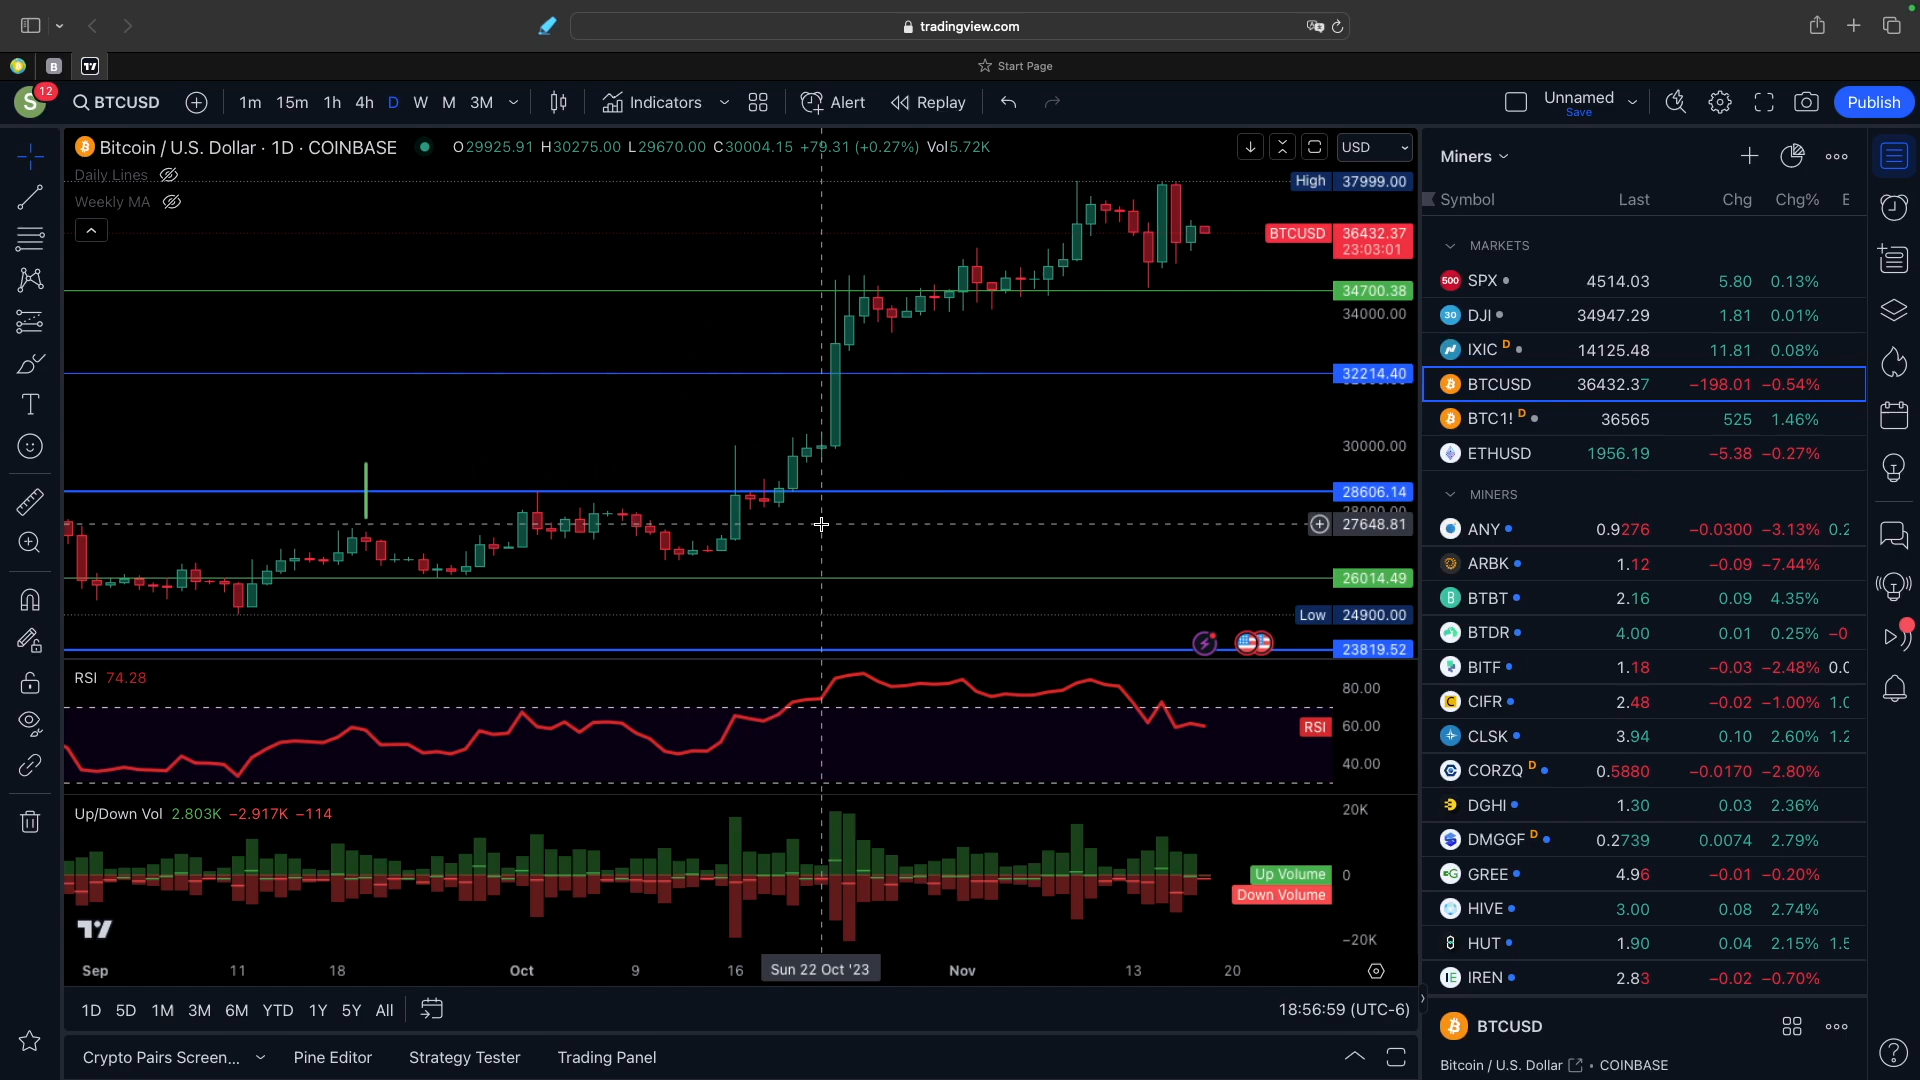 tradingview.com
B
Start Page
S 12 BTCUSD 1m 15m 1h 4h D W M 3M Indicators Alert Replay Unnamed Save Publish
Bitcoin / U.S. Dollar · 1D · COINBASE O29925.91 H30275.00 L29670.00 C30004.15 +79.31 (+0.27%) Vol5.72K USD
Daily Lines
Weekly MA
High 37999.00
BTCUSD 36432.37
23:03:01
34700.38
34000.00
32214.40
30000.00
28606.14
27648.81
26014.49
Low 24900.00
23819.52
RSI 74.28
80.00
RSI 60.00
40.00
Up/Down Vol 2.803K −2.917K −114
20K
Up Volume 0
Down Volume
−20K
Sep 11 18 Oct 9 16 Sun 22 Oct '23 Nov 13 20
1D 5D 1M 3M 6M YTD 1Y 5Y All 18:56:59 (UTC-6)
Crypto Pairs Screen... Pine Editor Strategy Tester Trading Panel
Miners
Symbol Last Chg Chg% E
MARKETS
500 SPX 4514.03 5.80 0.13%
30 DJI 34947.29 1.81 0.01%
IXIC D 14125.48 11.81 0.08%
BTCUSD 36432.37 −198.01 −0.54%
BTC1! D 36565 525 1.46%
ETHUSD 1956.19 −5.38 −0.27%
MINERS
ANY 0.9276 −0.0300 −3.13% 0.2
ARBK 1.12 −0.09 −7.44%
BTBT 2.16 0.09 4.35%
BTDR 4.00 0.01 0.25% −0
BITF 1.18 −0.03 −2.48% 0.0
CIFR 2.48 −0.02 −1.00% 1.0
CLSK 3.94 0.10 2.60% 1.2
CORZQ D 0.5880 −0.0170 −2.80%
DGHI 1.30 0.03 2.36%
DMGGF D 0.2739 0.0074 2.79%
GREE 4.96 −0.01 −0.20%
HIVE 3.00 0.08 2.74%
HUT 1.90 0.04 2.15% 1.5
IREN 2.83 −0.02 −0.70%
BTCUSD
Bitcoin / U.S. Dollar • COINBASE